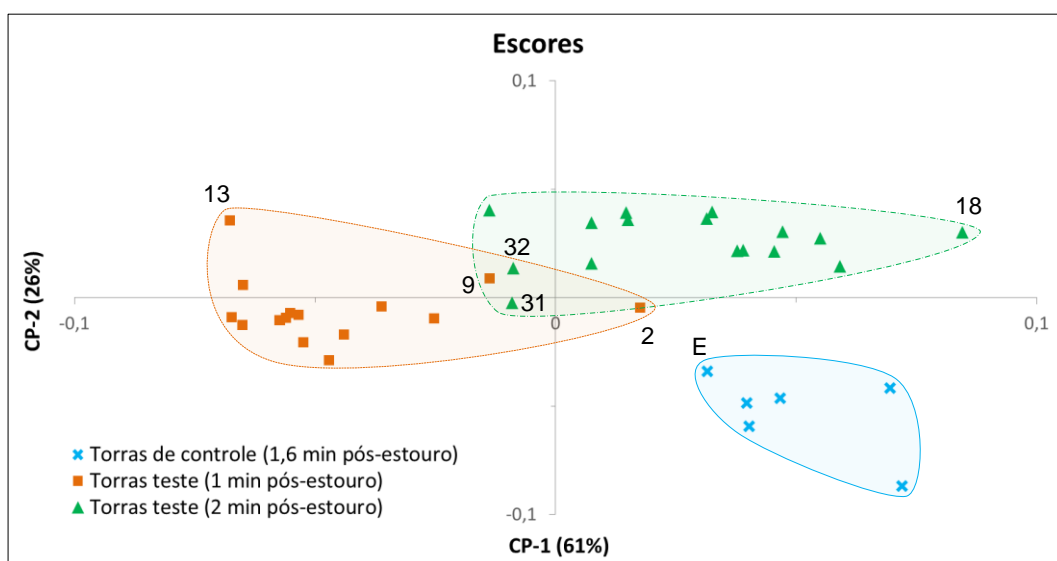 Escores
0,1
13
18
32
9
31
-0,1
0
0,1
2
E
CP-2 (26%)
Torras de controle (1,6 min pós-estouro)
Torras teste (1 min pós-estouro)
Torras teste (2 min pós-estouro)
-0,1
CP-1 (61%)